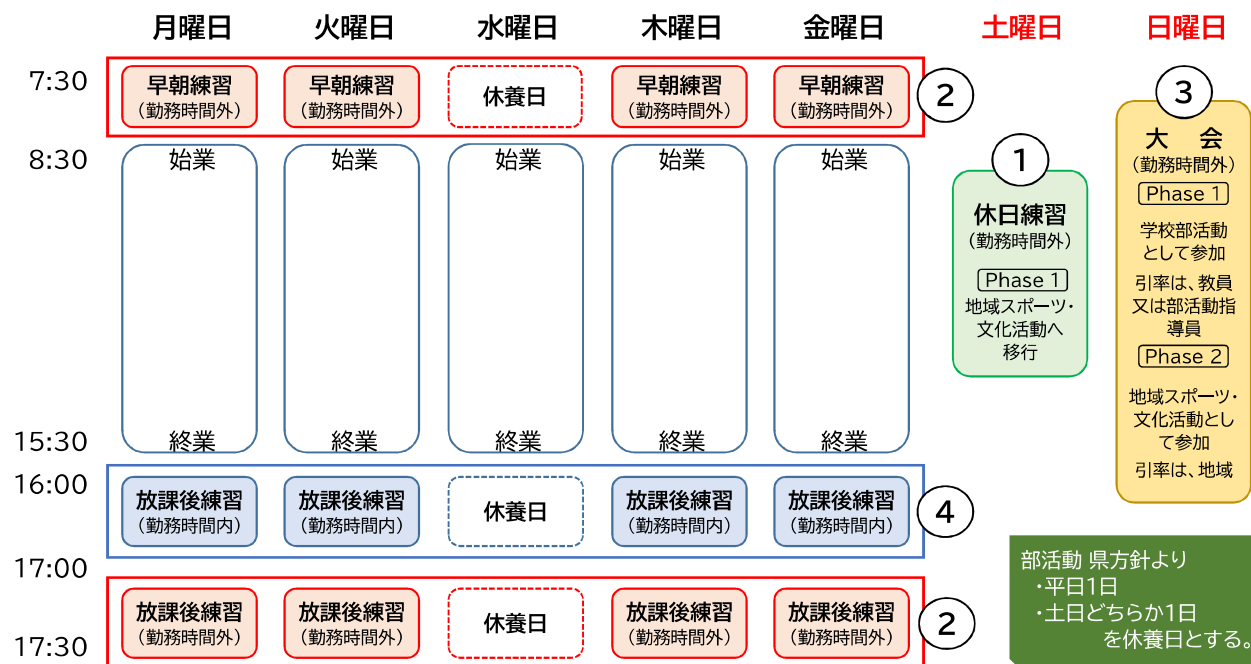 月曜日 火曜日 水曜日 木曜日 金曜日 土曜日 日曜日
7:30
早朝練習 早朝練習 休養日 早朝練習 早朝練習
(勤務時間外) (勤務時間外) (勤務時間外) (勤務時間外)
②
8:30
始業 始業 始業 始業 始業
15:30
終業 終業 終業 終業 終業
16:00
放課後練習 放課後練習 休養日 放課後練習 放課後練習
(勤務時間内) (勤務時間内) (勤務時間内) (勤務時間内)
④
17:00
放課後練習 放課後練習 休養日 放課後練習 放課後練習
(勤務時間外) (勤務時間外) (勤務時間外) (勤務時間外)
②
17:30
①
休日練習
(勤務時間外)
Phase 1
地域スポーツ・
文化活動へ
移行
③
大 会
(勤務時間外)
Phase 1
学校部活動
として参加
引率は、教員
又は部活動指
導員
Phase 2
地域スポーツ・
文化活動とし
て参加
引率は、地域
部活動 県方針より
・平日1日
・土日どちらか1日
を休養日とする。